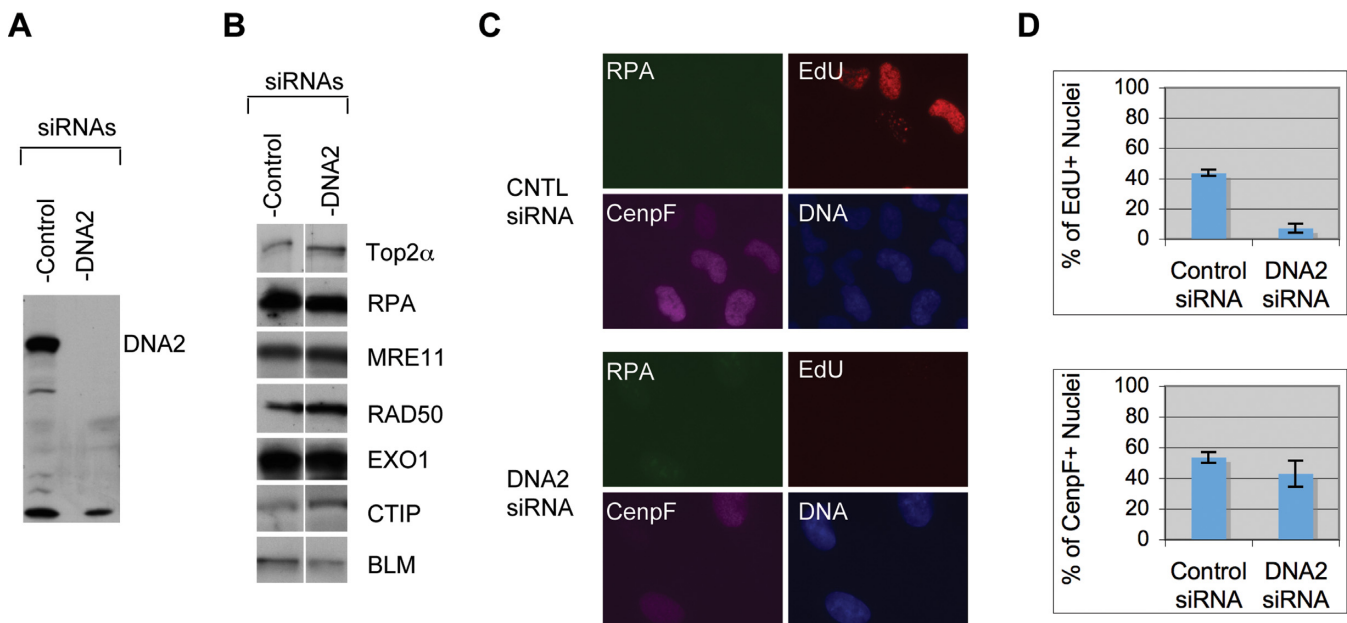 A
siRNAs
-Control
-DNA2
DNA2
B
siRNAs
-Control
-DNA2
Top2α
RPA
MRE11
RAD50
EXO1
CTIP
BLM
C
CNTL
siRNA
RPA
EdU
CenpF
DNA
DNA2
siRNA
RPA
EdU
CenpF
DNA
D
% of EdU+ Nuclei
100
80
60
40
20
0
Control
siRNA
DNA2
siRNA
% of CenpF+ Nuclei
100
80
60
40
20
0
Control
siRNA
DNA2
siRNA